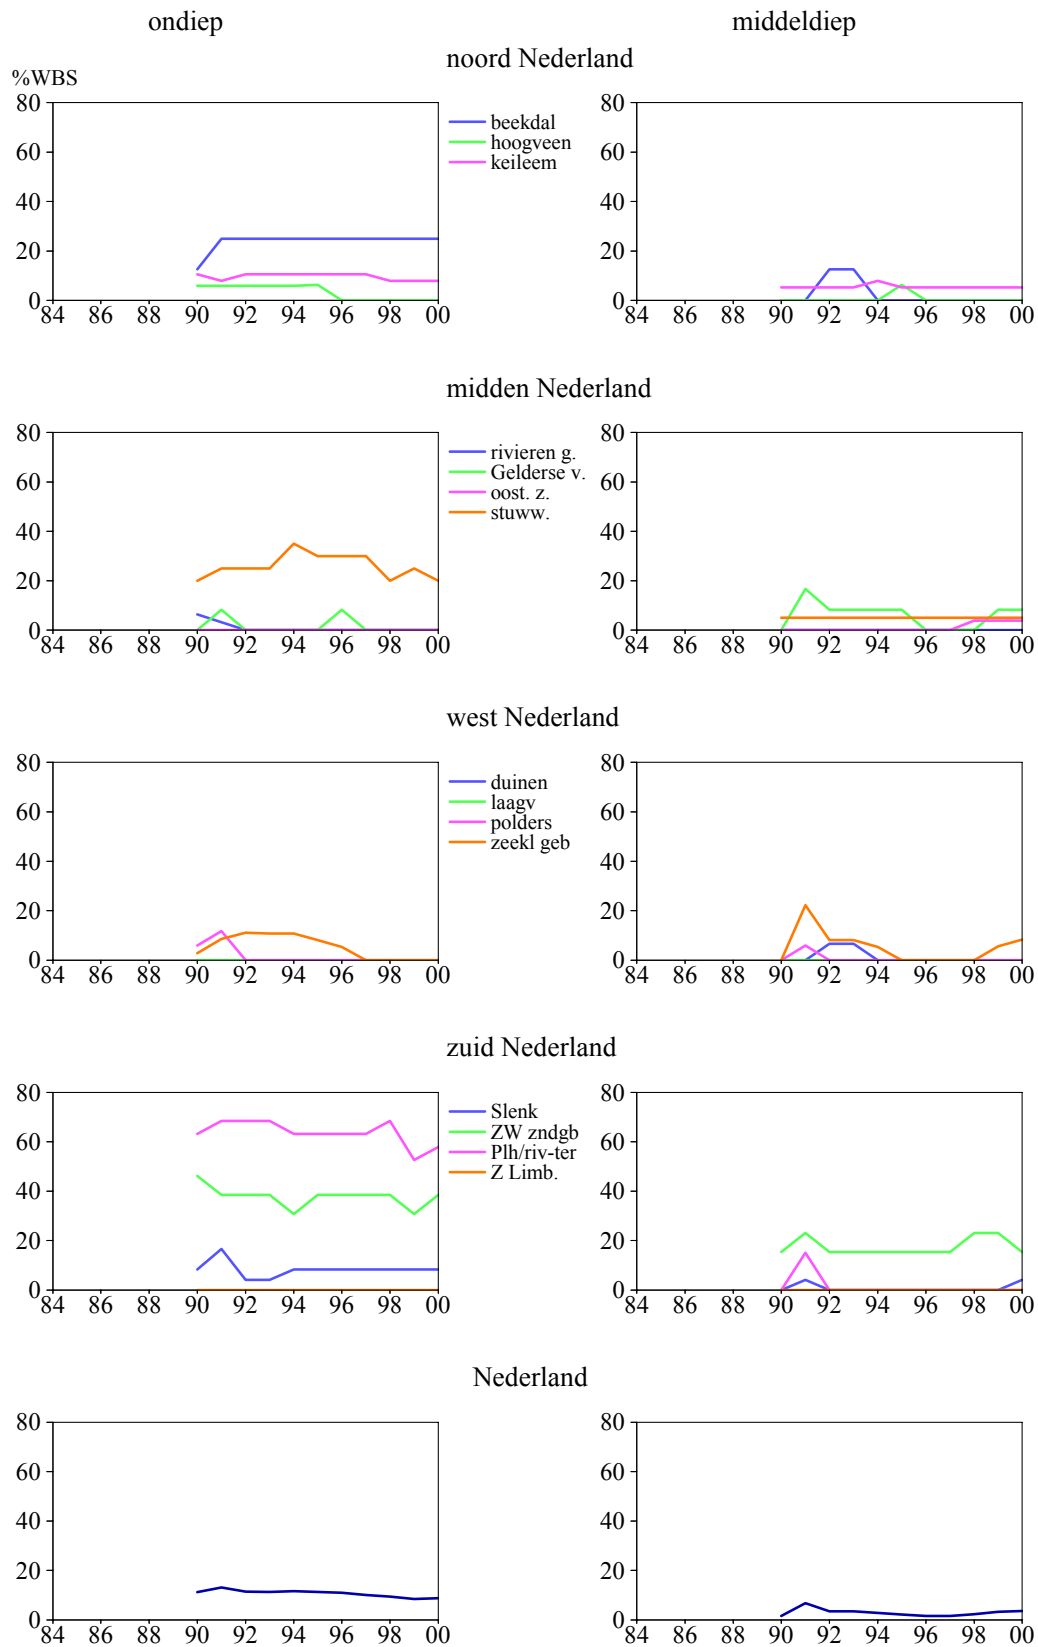 ondiep middeldiep
noord Nederland
%WBS
80 80
beekdal
hoogveen
60 60
keileem
40 40
20 20
0 0
84 86 88 90 92 94 96 98 00 84 86 88 90 92 94 96 98 00
midden Nederland
80 80
rivieren g.
Gelderse v.
60 60
oost. z.
stuww.
40 40
20 20
0 0
84 86 88 90 92 94 96 98 00 84 86 88 90 92 94 96 98 00
west Nederland
80 80
duinen
laagv
60 60
polders
zeekl geb
40 40
20 20
0 0
84 86 88 90 92 94 96 98 00 84 86 88 90 92 94 96 98 00
zuid Nederland
80 80
Slenk
ZW zndgb
60 60
Plh/riv-ter
Z Limb.
40 40
20 20
0 0
84 86 88 90 92 94 96 98 00 84 86 88 90 92 94 96 98 00
Nederland
80 80
60 60
40 40
20 20
0 0
84 86 88 90 92 94 96 98 00 84 86 88 90 92 94 96 98 00